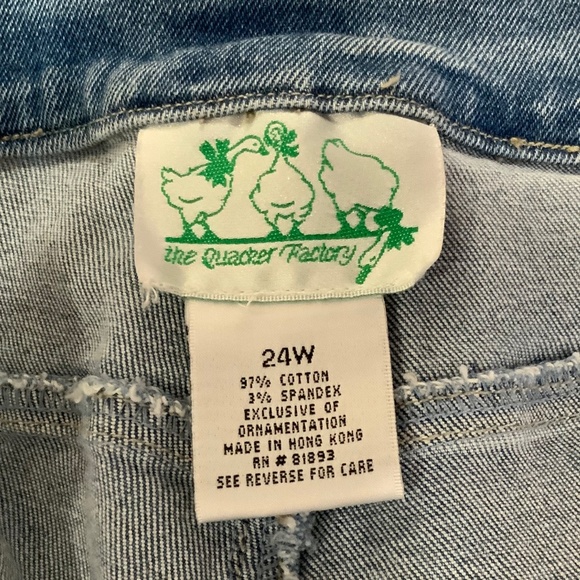 the Quacker Factory
24W
97% COTTON
3% SPANDEX
EXCLUSIVE OF
ORNAMENTATION
MADE IN HONG KONG
RN # 81893
SEE REVERSE FOR CARE